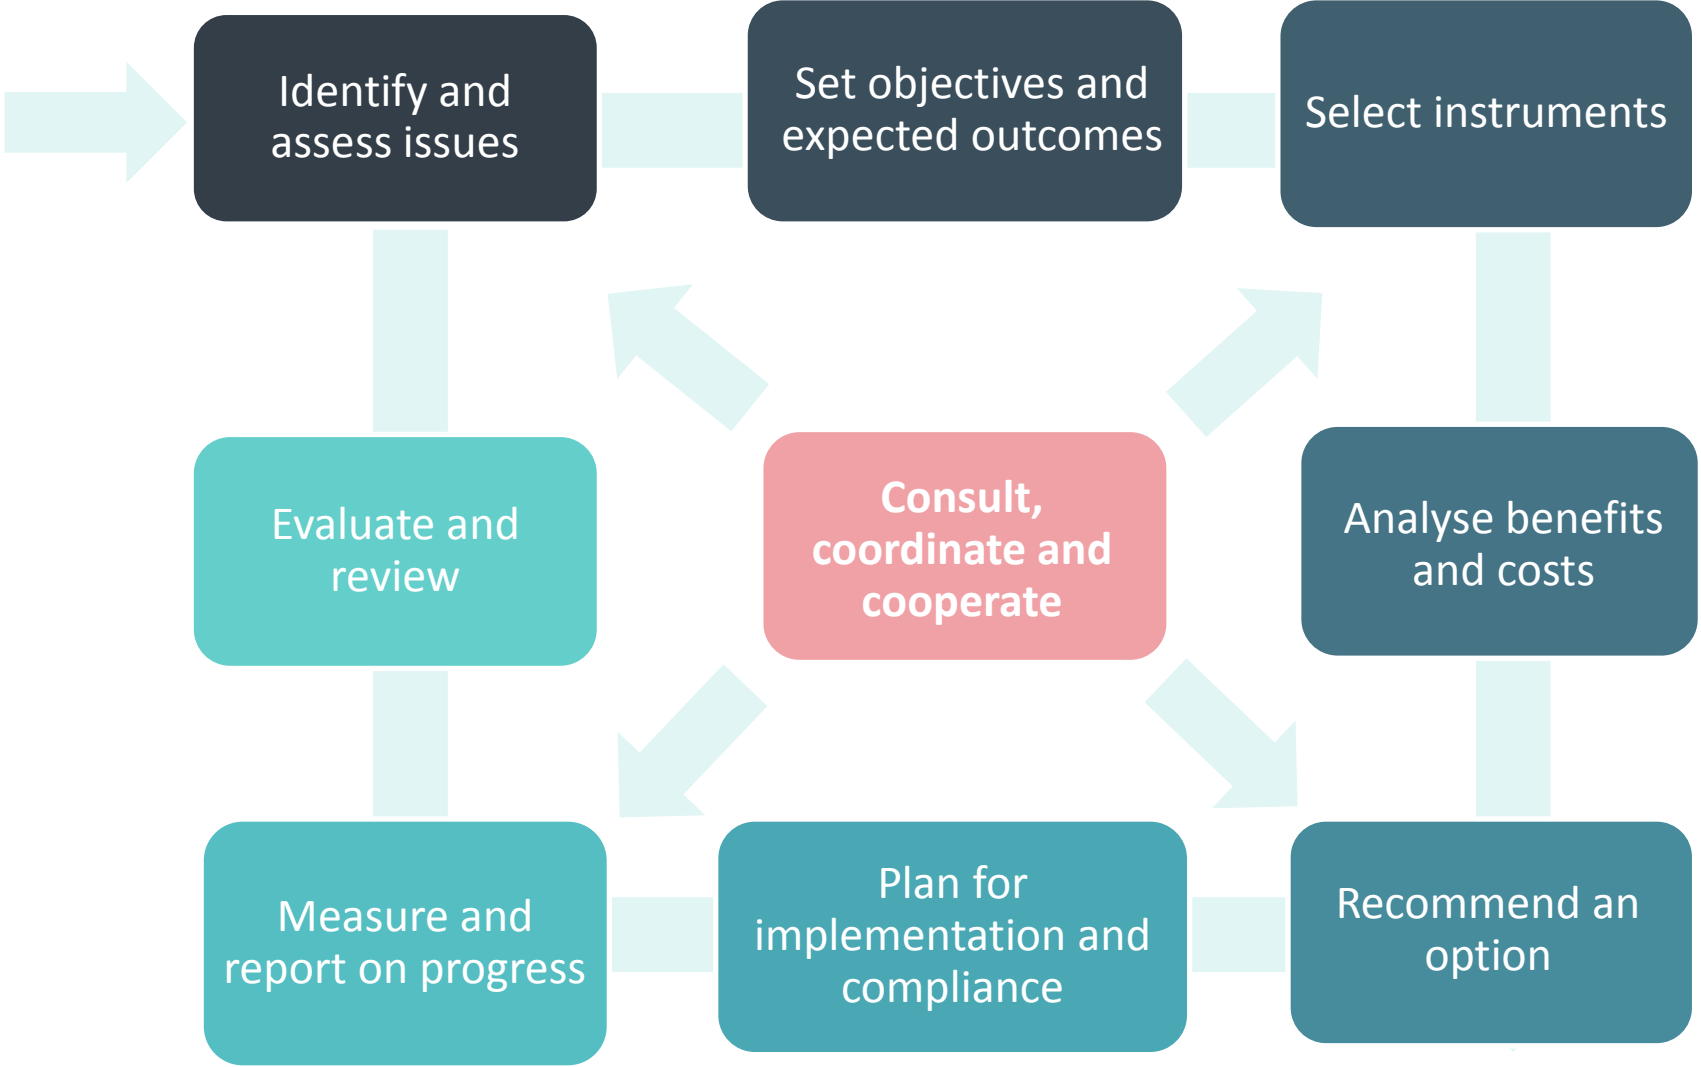 Identify and
assess issues
Set objectives and
expected outcomes
Select instruments
Evaluate and
review
Consult,
coordinate and
cooperate
Analyse benefits
and costs
Measure and
report on progress
Plan for
implementation and
compliance
Recommend an
option